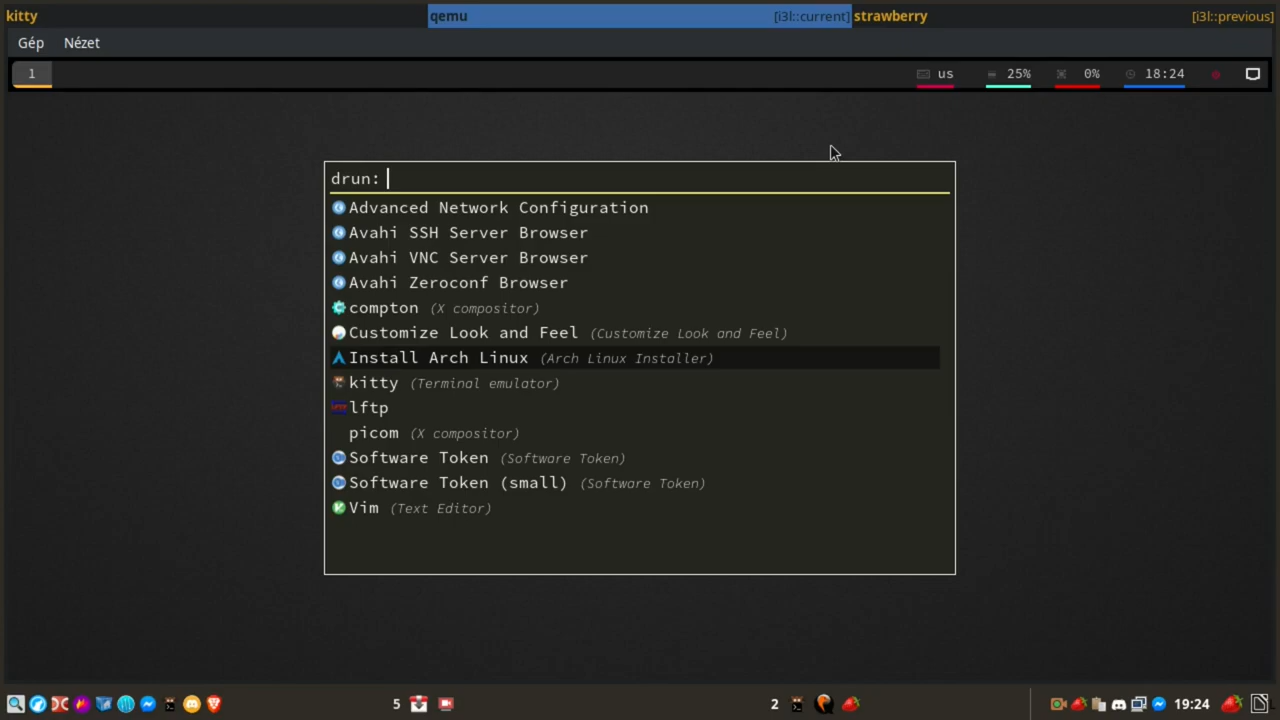 kitty
qemu [i3l::current]
strawberry [i3l::previous]
Gép Nézet
1 us 25% 0% 18:24
drun:
Advanced Network Configuration
Avahi SSH Server Browser
Avahi VNC Server Browser
Avahi Zeroconf Browser
compton (X compositor)
Customize Look and Feel (Customize Look and Feel)
Install Arch Linux (Arch Linux Installer)
kitty (Terminal emulator)
lftp
picom (X compositor)
Software Token (Software Token)
Software Token (small) (Software Token)
Vim (Text Editor)
5 2 19:24